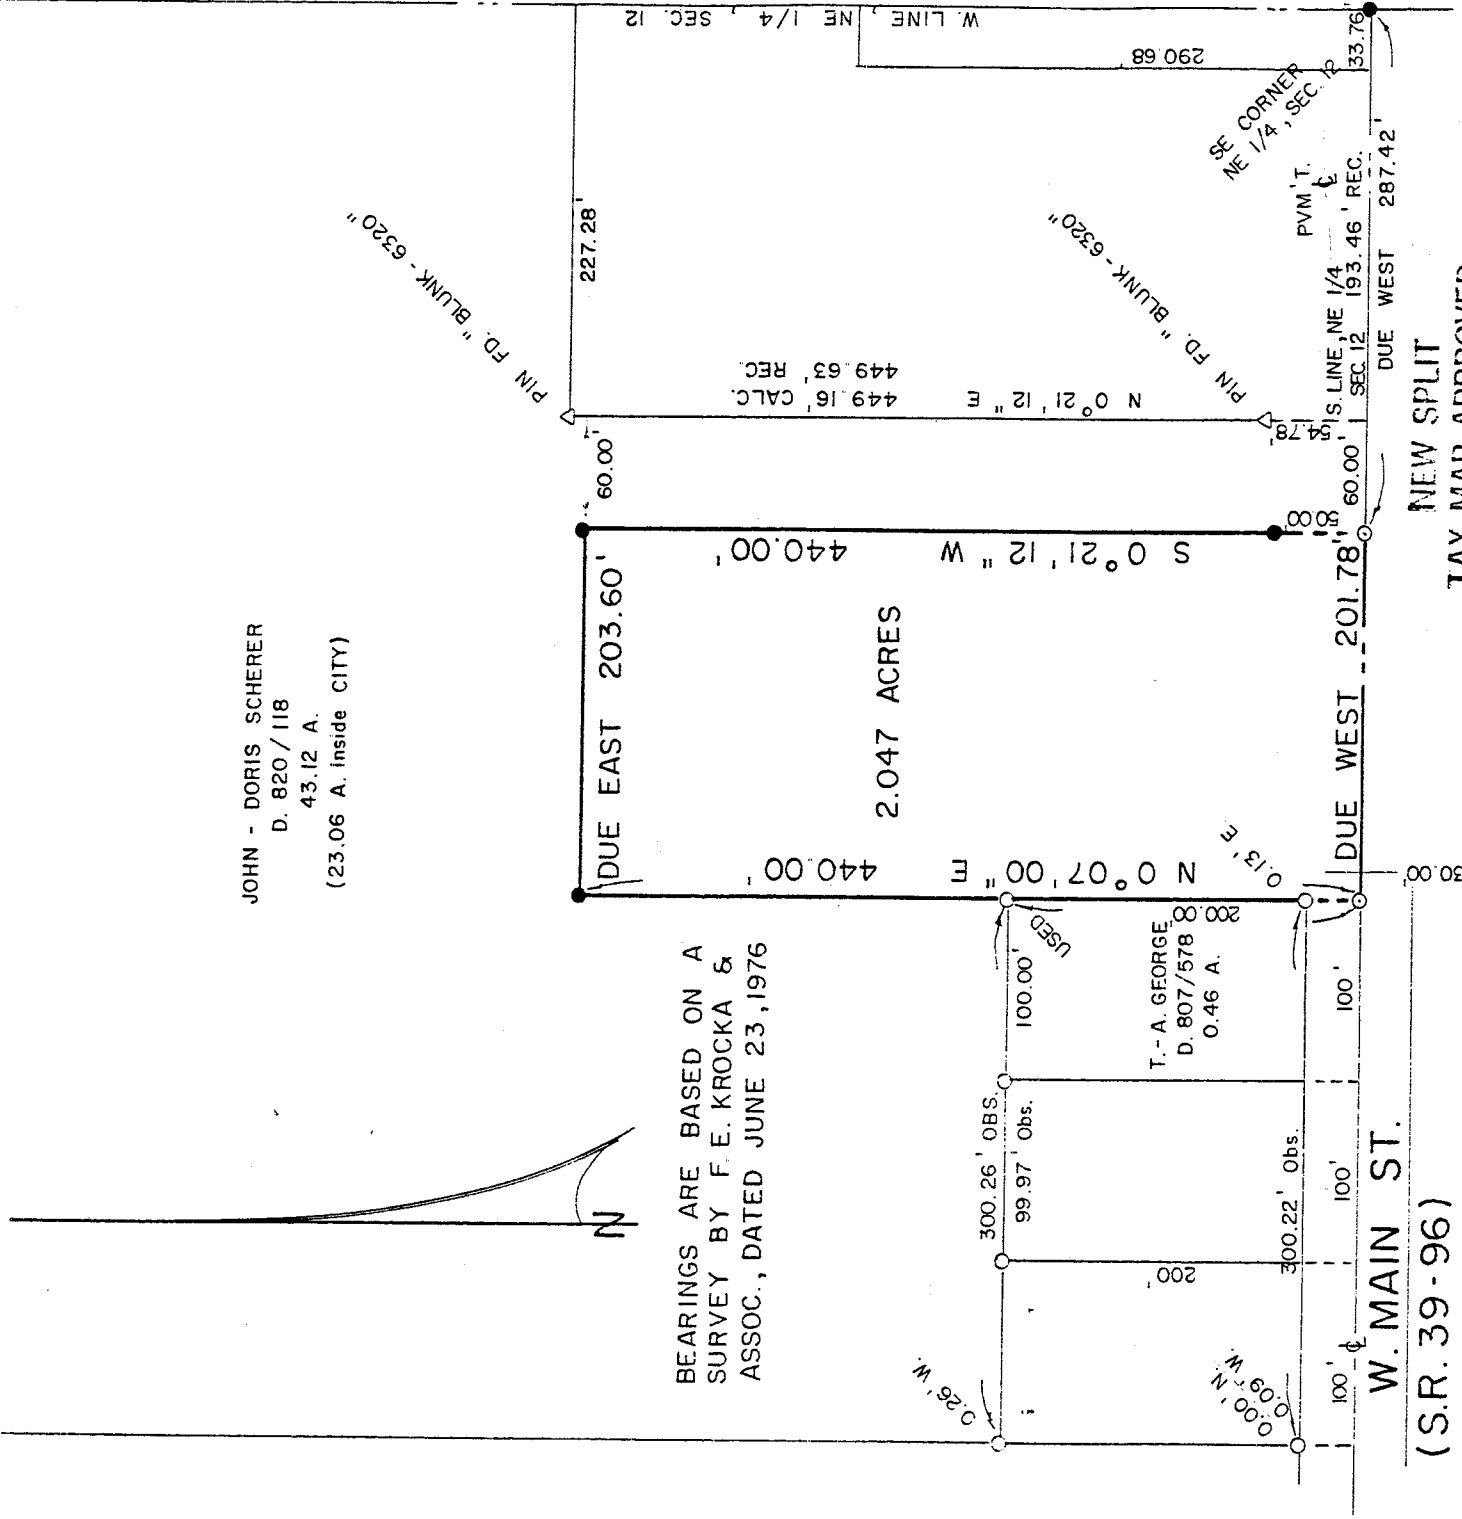 W. LINE, NE 1/4, SEC. 12
290.68'
33.76'
SE CORNER
NE 1/4, SEC. 12
227.28'
PIN FD. "BLUNK - 6320"
449.16' CALC.
449.63' REC.
N 0° 21' 12" E
PIN FD. "BLUNK - 6320"
54.78'
PVM'T.
℄
S. LINE, NE 1/4
SEC 12 193.46' REC.
DUE WEST 287.42'
60.00'
60.00'
50.00'
NEW SPLIT
TAX MAP APPROVED
JOHN - DORIS SCHERER
D. 820/118
43.12 A.
(23.06 A. inside CITY)
DUE EAST 203.60'
S 0° 21' 12" W 440.00'
2.047 ACRES
N 0° 07' 00" E 440.00'
DUE WEST 201.78'
0.13' E
30.00'
BEARINGS ARE BASED ON A
SURVEY BY F. E. KROCKA &
ASSOC., DATED JUNE 23, 1976
N
USED
200.00
100.00'
T. - A. GEORGE
D. 807/578
0.46 A.
300.26' OBS.
99.97' Obs.
300.22' Obs.
200'
0.26' W.
0.00' N.
0.09' W.
100'
100'
100'
℄
W. MAIN ST.
(S.R. 39-96)